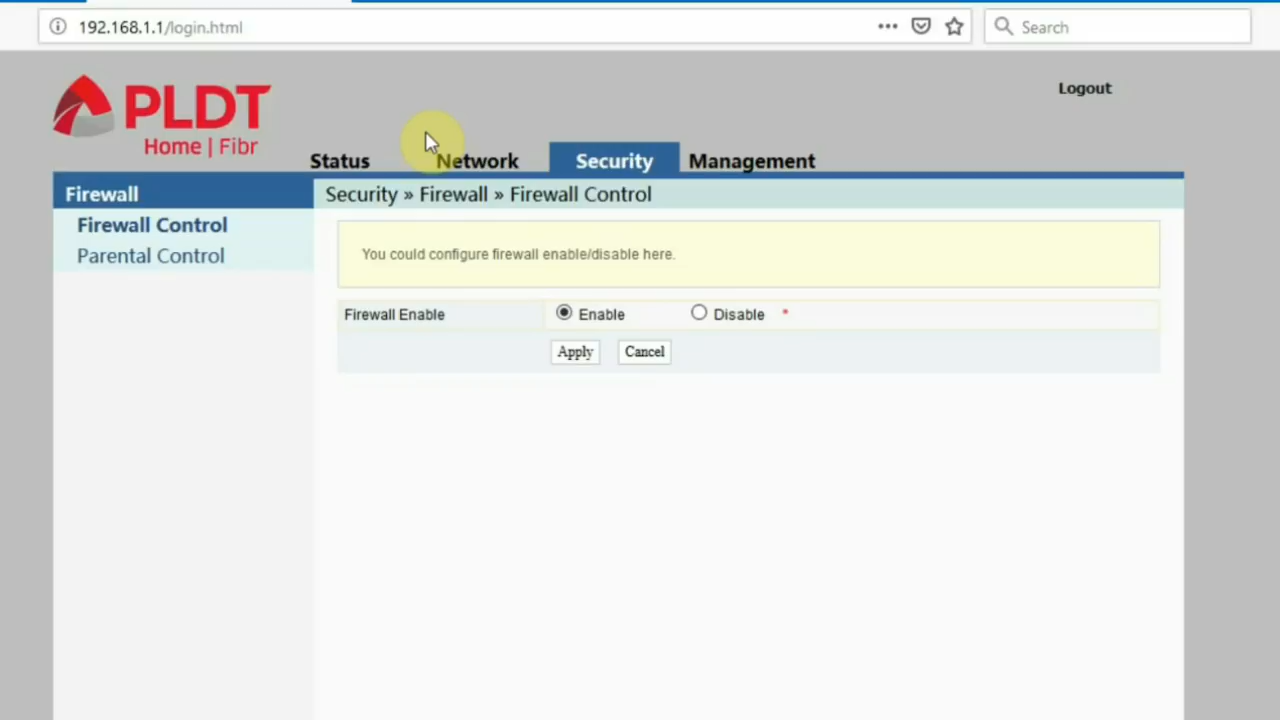 192.168.1.1/login.html
Search
PLDT
Home | Fibr
Logout
Status Network Security Management
Firewall
Security » Firewall » Firewall Control
Firewall Control
Parental Control
You could configure firewall enable/disable here.
Firewall Enable Enable Disable *
Apply Cancel